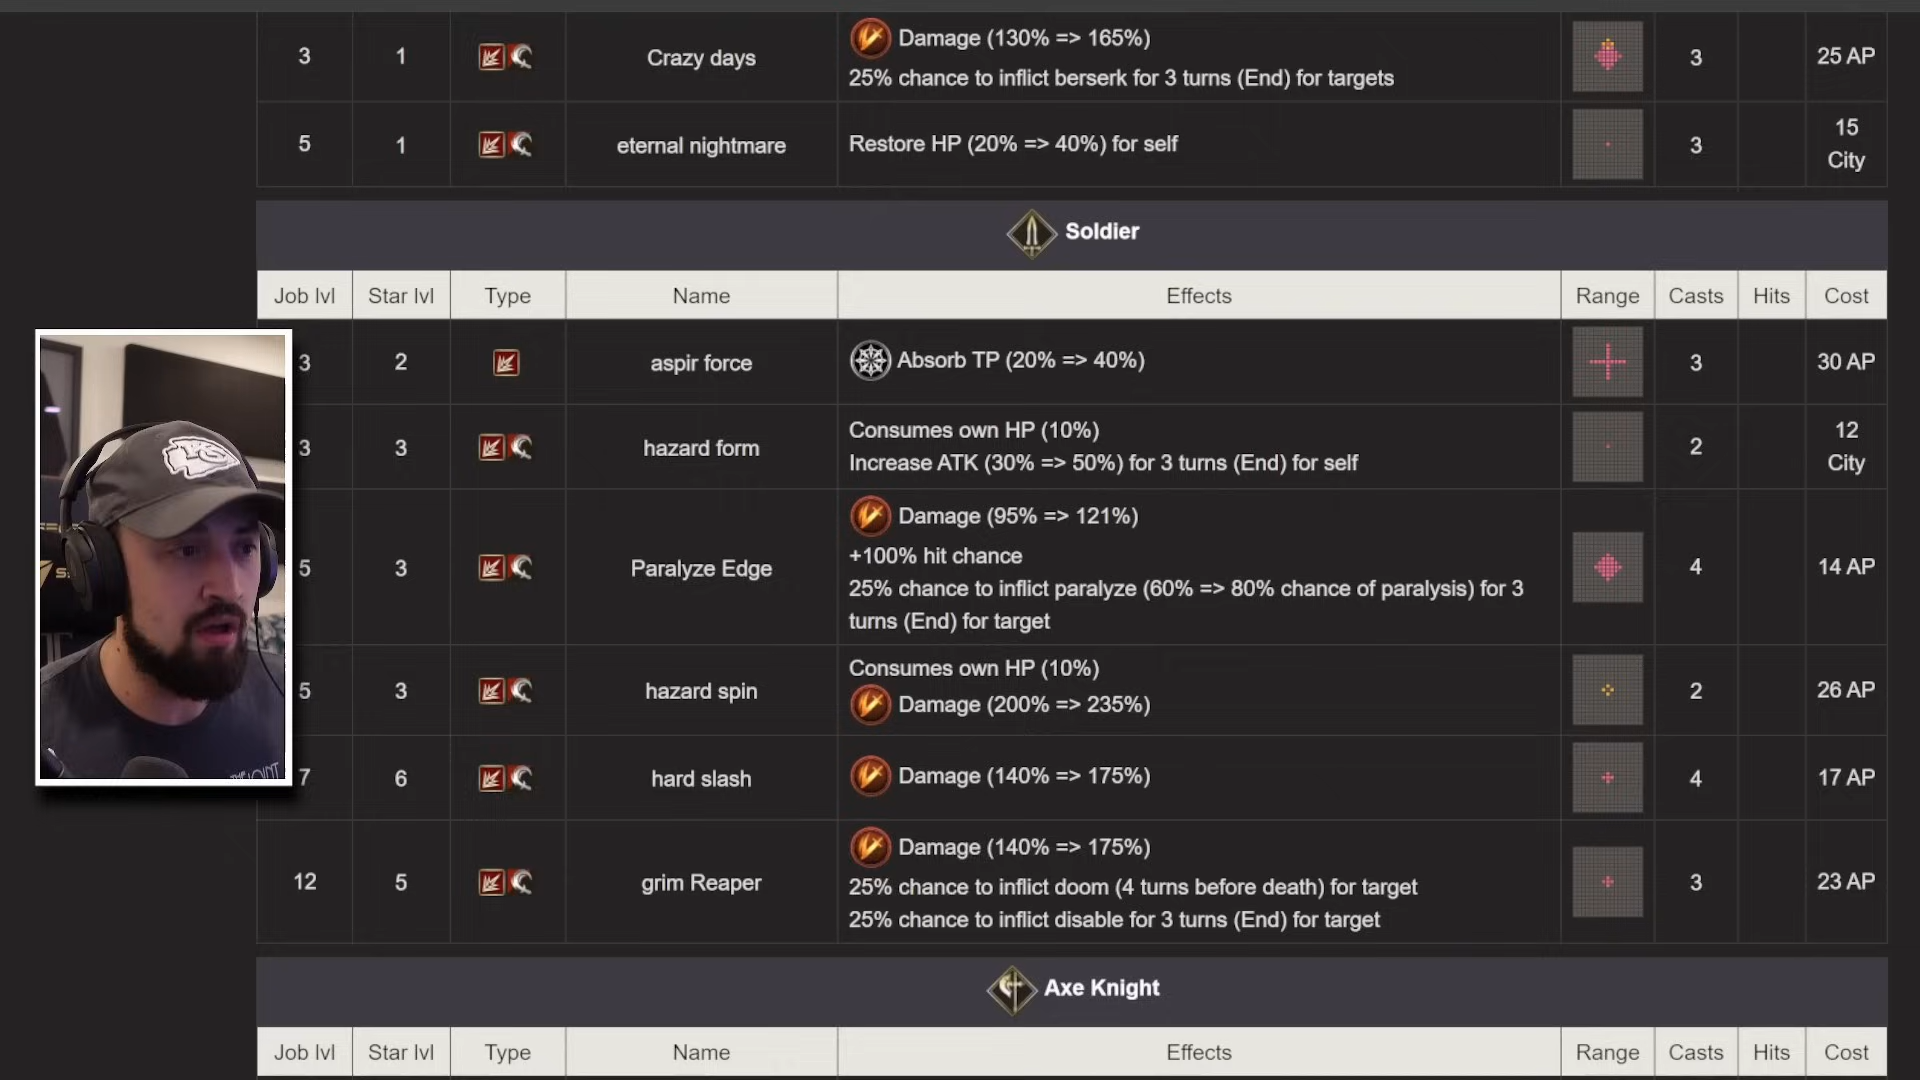 3 1 Crazy days Damage (130% => 165%) 3 25 AP
25% chance to inflict berserk for 3 turns (End) for targets
5 1 eternal nightmare Restore HP (20% => 40%) for self 3 15 City
Soldier
Job lvl Star lvl Type Name Effects Range Casts Hits Cost
3 2 aspir force Absorb TP (20% => 40%) 3 30 AP
3 3 hazard form Consumes own HP (10%) 2 12 City
Increase ATK (30% => 50%) for 3 turns (End) for self
Damage (95% => 121%)
+100% hit chance
5 3 Paralyze Edge 4 14 AP
25% chance to inflict paralyze (60% => 80% chance of paralysis) for 3
turns (End) for target
Consumes own HP (10%)
5 3 hazard spin Damage (200% => 235%) 2 26 AP
7 6 hard slash Damage (140% => 175%) 4 17 AP
Damage (140% => 175%)
12 5 grim Reaper 25% chance to inflict doom (4 turns before death) for target 3 23 AP
25% chance to inflict disable for 3 turns (End) for target
Axe Knight
Job lvl Star lvl Type Name Effects Range Casts Hits Cost